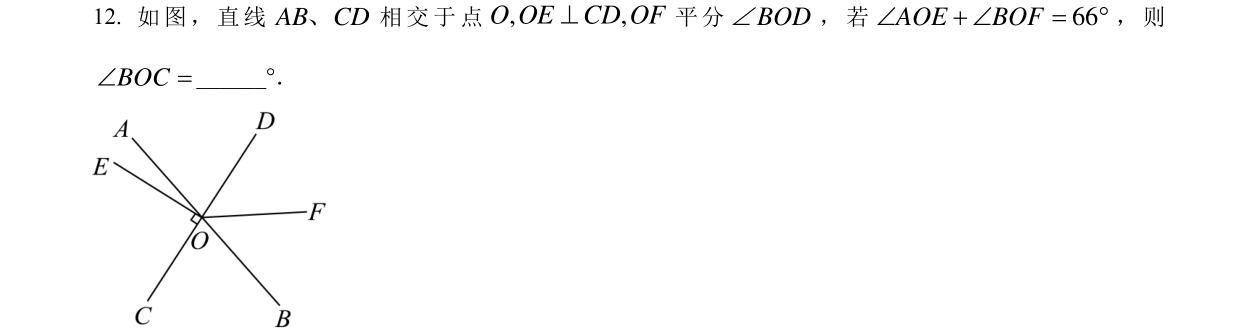 12. 如图，直线 AB、CD 相交于点 O,OE⊥CD,OF 平分 ∠BOD，若 ∠AOE+∠BOF=66°，则
∠BOC=______°.
A
D
E
F
O
C
B